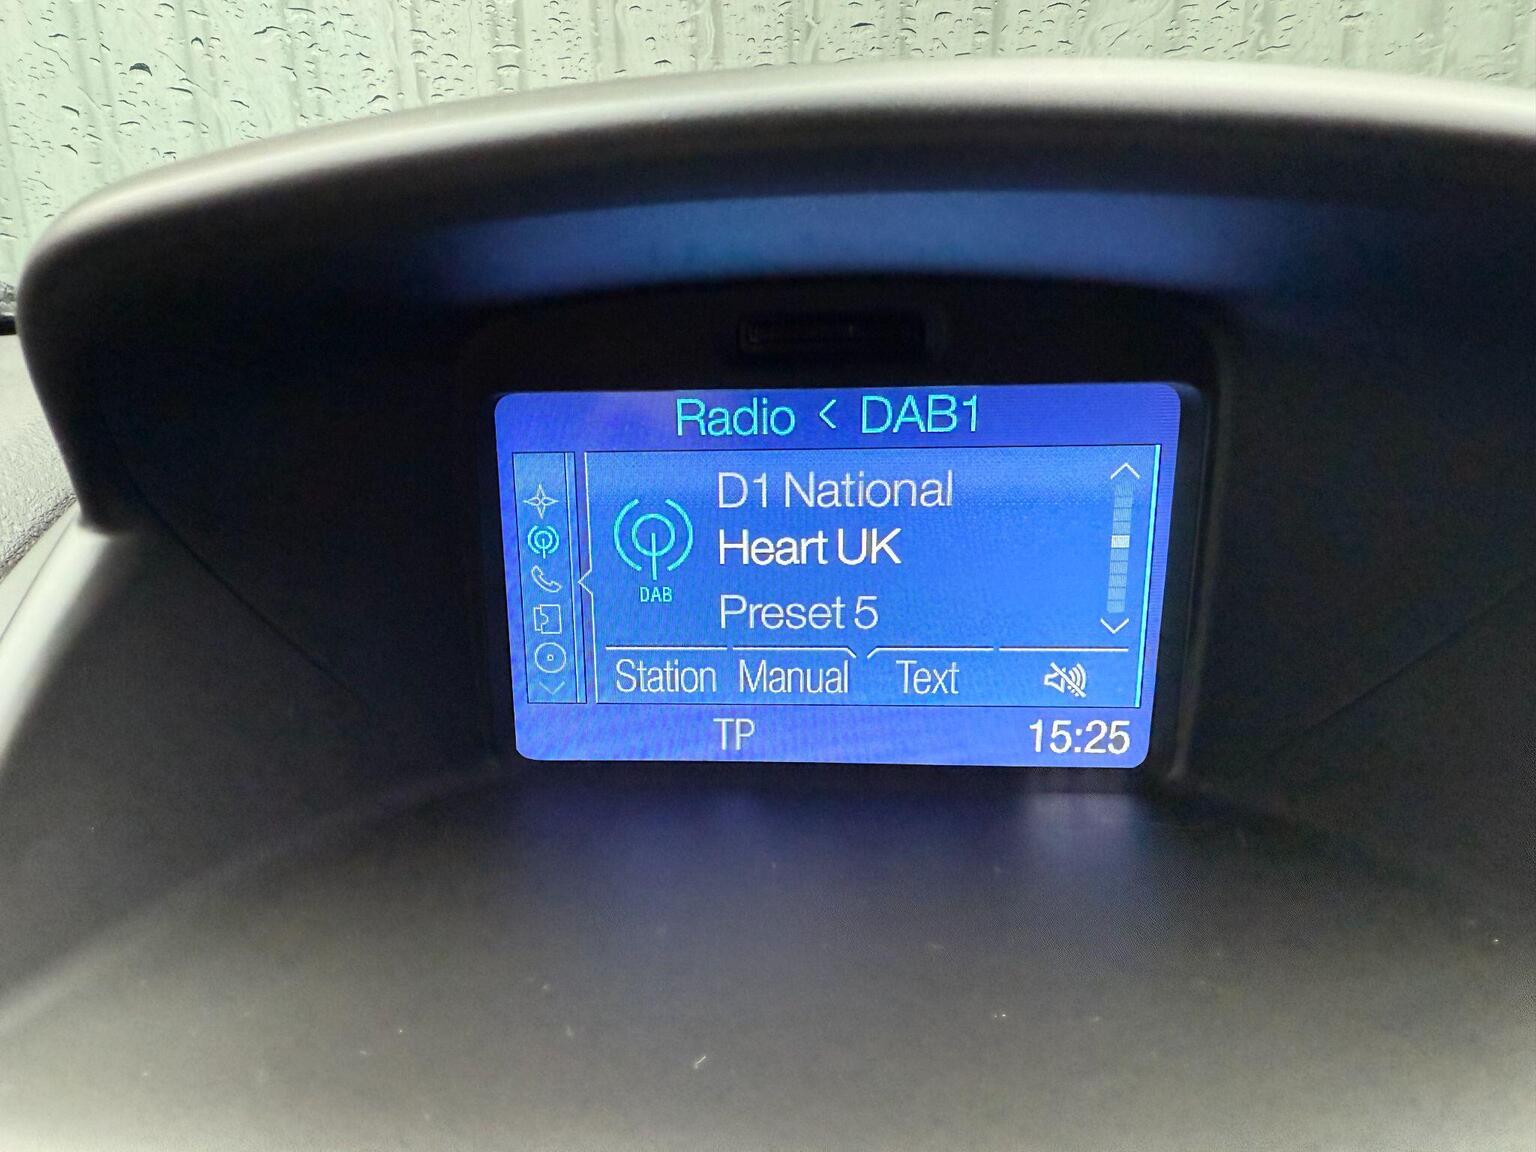 Radio < DAB1
D1 National
Heart UK
DAB
Preset 5
Station Manual Text
TP 15:25